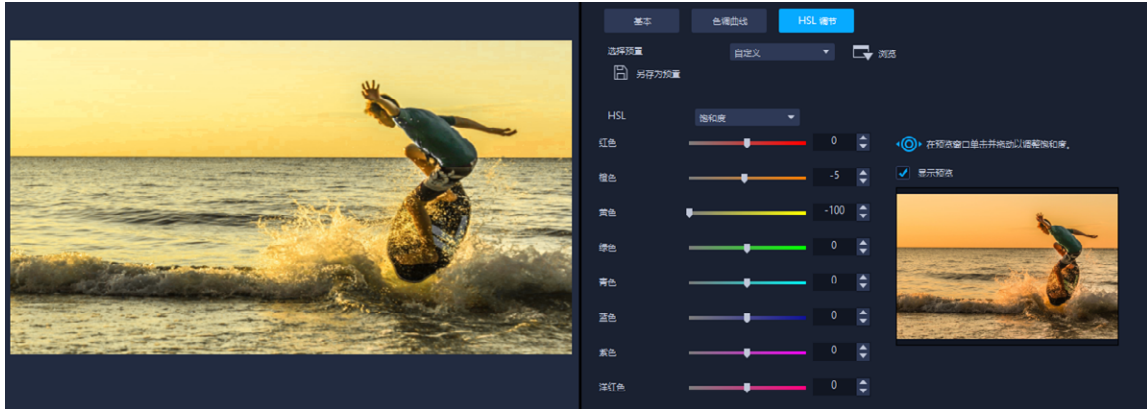 基本 色调曲线 HSL 调节
选择预置 自定义 浏览
另存为预置
HSL 饱和度
红色 0
在预览窗口单击并拖动以调整饱和度。
橙色 -5
显示预览
黄色 -100
绿色 0
青色 0
蓝色 0
紫色 0
洋红色 0